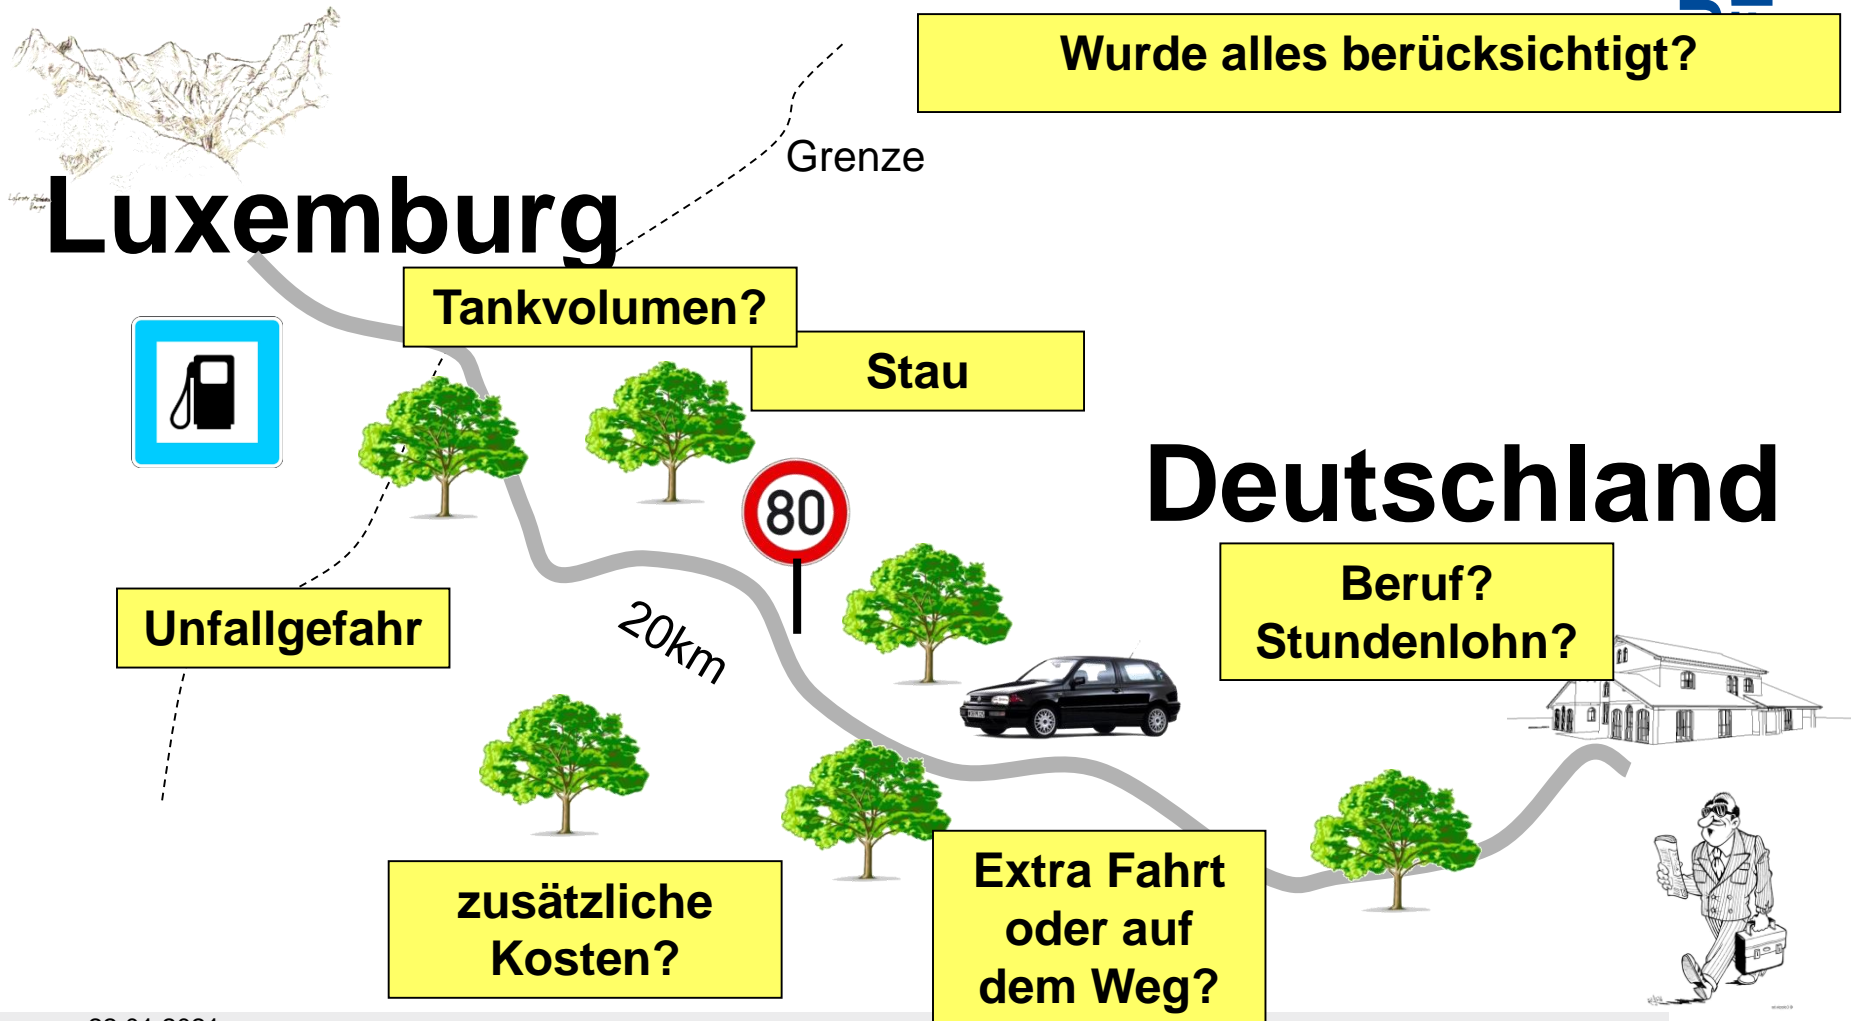 Wurde alles berücksichtigt?
Grenze
Luxemburg
Tankvolumen?
Stau
80
Deutschland
Beruf?
Stundenlohn?
Unfallgefahr
20km
zusätzliche
Kosten?
Extra Fahrt
oder auf
dem Weg?